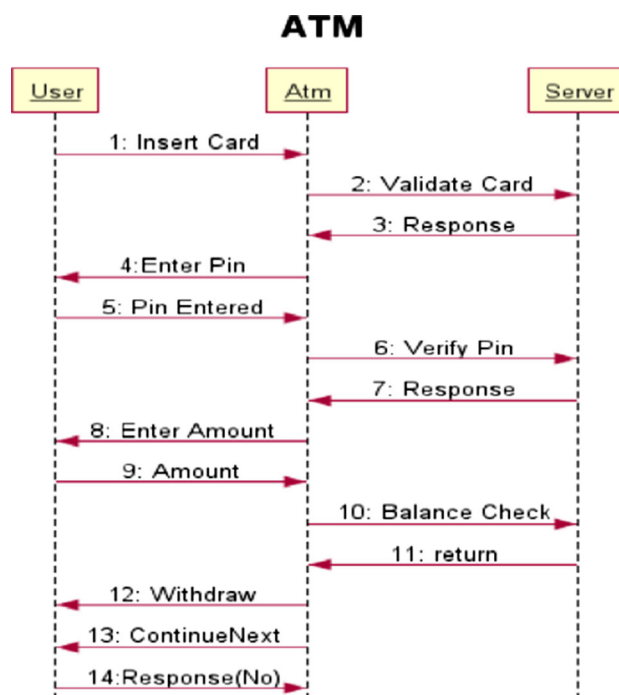 ATM
User
Atm
Server
1: Insert Card
2: Validate Card
3: Response
4:Enter Pin
5: Pin Entered
6: Verify Pin
7: Response
8: Enter Amount
9: Amount
10: Balance Check
11: return
12: Withdraw
13: ContinueNext
14:Response(No)